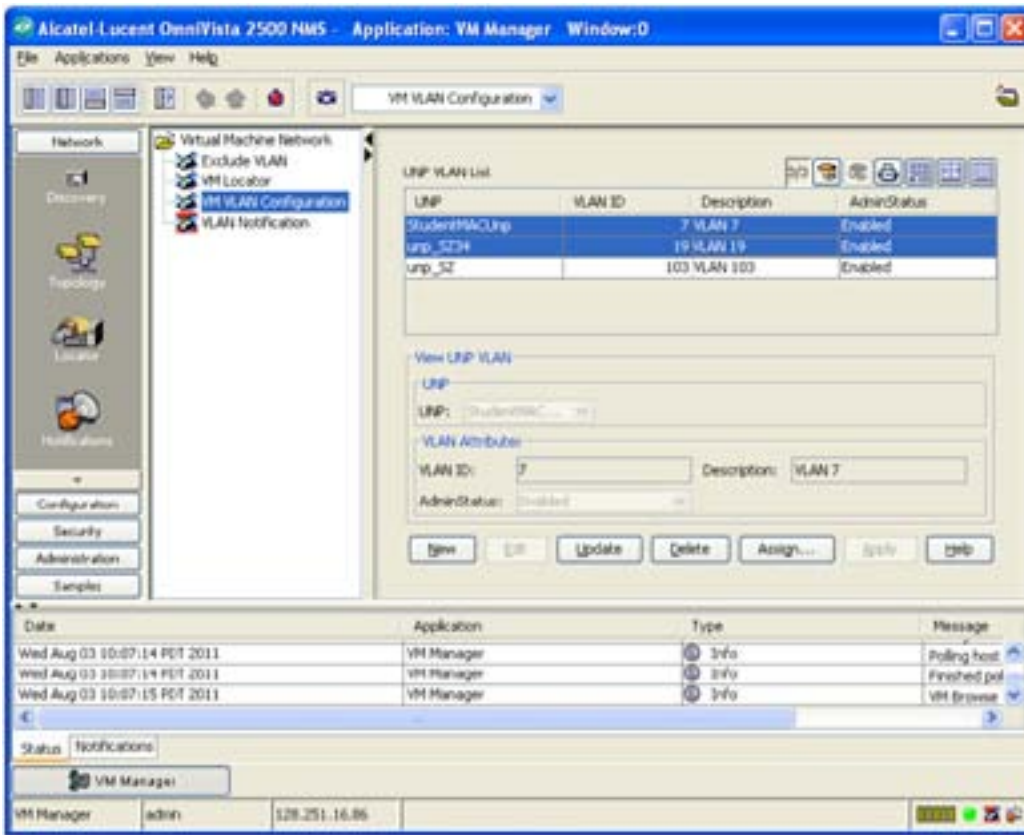 Alcatel-Lucent OmniVista 2500 NMS - Application: VM Manager Window:0
File Applications View Help
VM VLAN Configuration
Network
Discovery
Topology
Locator
Notifications
Configuration
Security
Administration
Samples
Virtual Machine Network
Exclude VLAN
VM Locator
VM VLAN Configuration
VLAN Notification
UNP VLAN List
UNP VLAN ID Description AdminStatus
StudentMACUnp 7 VLAN 7 Enabled
unp_SZ34 19 VLAN 19 Enabled
unp_SZ 103 VLAN 103 Enabled
View UNP VLAN
UNP
UNP: StudentMAC...
VLAN Attributes
VLAN ID: 7 Description: VLAN 7
AdminStatus: Enabled
New Edit Update Delete Assign... Apply Help
Date Application Type Message
Wed Aug 03 10:07:14 PDT 2011 VM Manager Info Polling host
Wed Aug 03 10:07:14 PDT 2011 VM Manager Info Finished pol
Wed Aug 03 10:07:15 PDT 2011 VM Manager Info VM Browse
Status Notifications
VM Manager
VM Manager admin 128.251.16.86